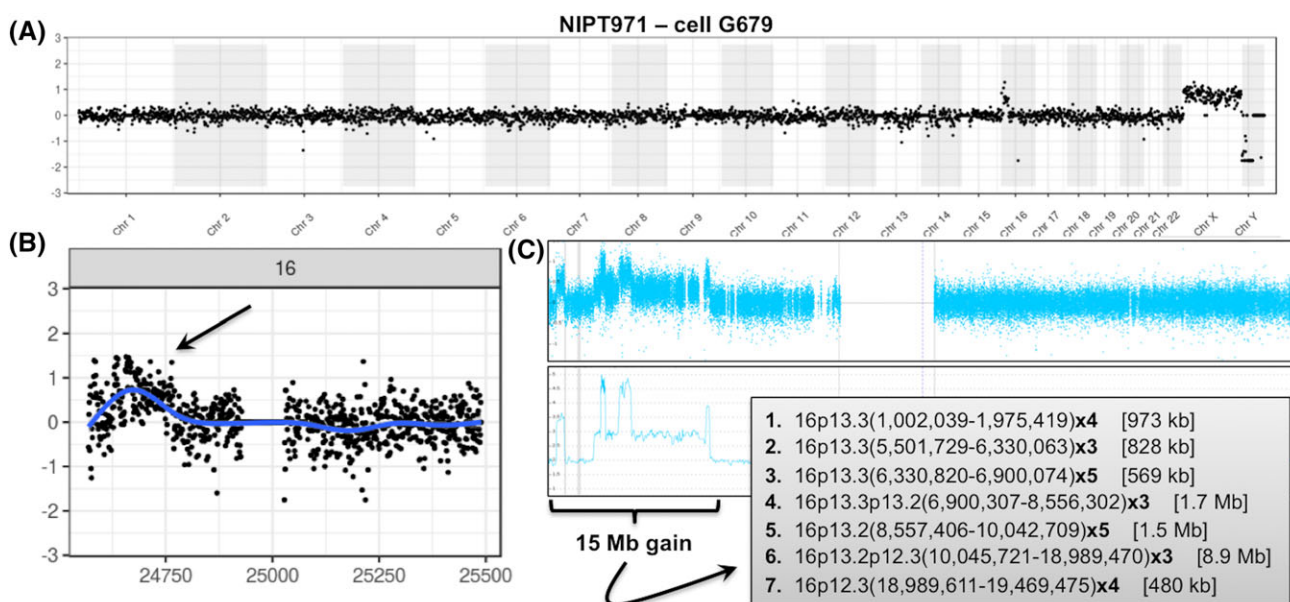 NIPT971 – cell G679
(A)
3
2
1
0
-1
-2
-3
Chr 1 Chr 2 Chr 3 Chr 4 Chr 5 Chr 6 Chr 7 Chr 8 Chr 9 Chr 10 Chr 11 Chr 12 Chr 13 Chr 14 Chr 15 Chr 16 Chr 17 Chr 18 Chr 19 Chr 20 Chr 21 Chr 22 Chr X Chr Y
(B)
16
3
2
1
0
-1
-2
-3
24750 25000 25250 25500
(C)
15 Mb gain
1. 16p13.3(1,002,039-1,975,419)x4 [973 kb]
2. 16p13.3(5,501,729-6,330,063)x3 [828 kb]
3. 16p13.3(6,330,820-6,900,074)x5 [569 kb]
4. 16p13.3p13.2(6,900,307-8,556,302)x3 [1.7 Mb]
5. 16p13.2(8,557,406-10,042,709)x5 [1.5 Mb]
6. 16p13.2p12.3(10,045,721-18,989,470)x3 [8.9 Mb]
7. 16p12.3(18,989,611-19,469,475)x4 [480 kb]